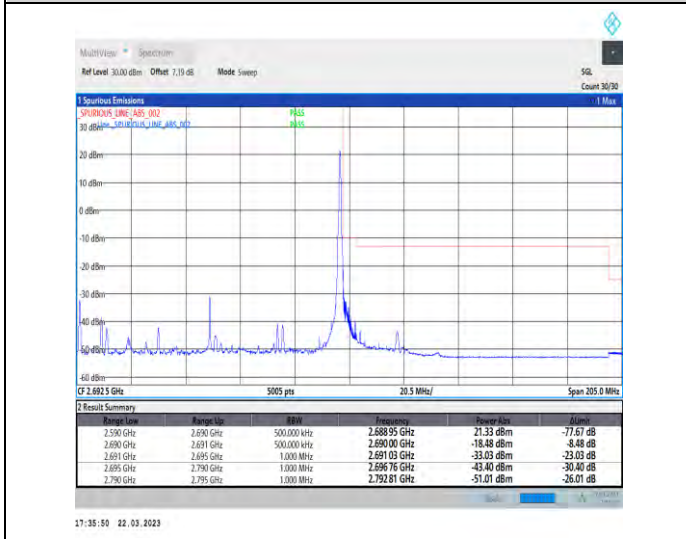 MultiView Spectrum
Ref Level 30.00 dBm Offset 7.19 dB Mode Sweep SGL
Count 30/30
1 Spurious Emissions 1 Max
_SPURIOUS_LINE_ABS_002 PASS
Line _SPURIOUS_LINE_ABS_002 PASS
30 dBm
20 dBm
10 dBm
0 dBm
-10 dBm
-20 dBm
-30 dBm
-40 dBm
-50 dBm
-60 dBm
CF 2.6925 GHz 5005 pts 20.5 MHz/ Span 205.0 MHz
2 Result Summary
Range Low Range Up RBW Frequency Power Abs ΔLimit
2.590 GHz 2.690 GHz 500.000 kHz 2.688 95 GHz 21.33 dBm -77.67 dB
2.690 GHz 2.691 GHz 500.000 kHz 2.690 00 GHz -18.48 dBm -8.48 dB
2.691 GHz 2.695 GHz 1.000 MHz 2.691 03 GHz -33.03 dBm -23.03 dB
2.695 GHz 2.790 GHz 1.000 MHz 2.696 76 GHz -43.40 dBm -30.40 dB
2.790 GHz 2.795 GHz 1.000 MHz 2.792 81 GHz -51.01 dBm -26.01 dB
17:35:50 22.03.2023